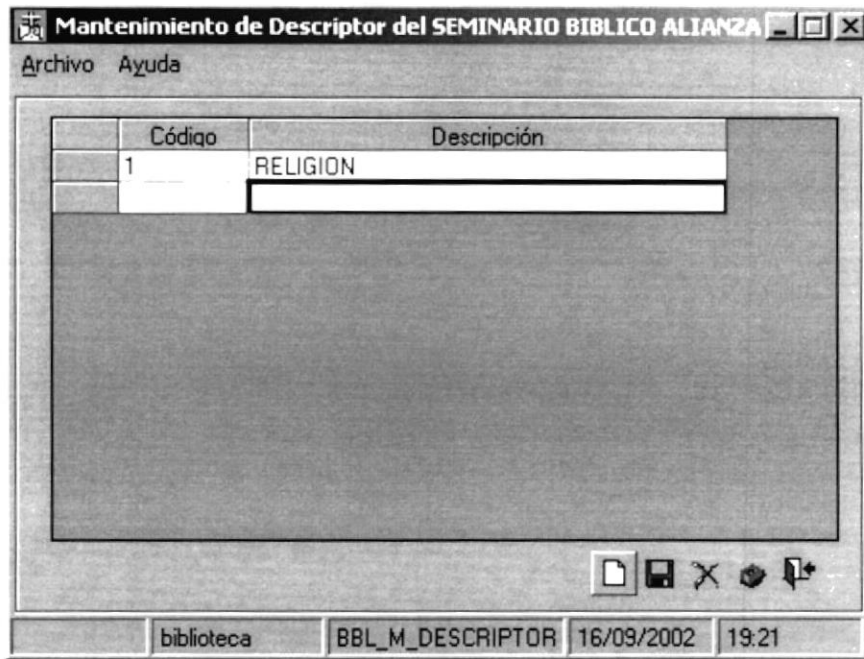 Mantenimiento de Descriptor del SEMINARIO BIBLICO ALIANZA
Archivo Ayuda
Código Descripción
1 RELIGION
biblioteca BBL_M_DESCRIPTOR 16/09/2002 19:21